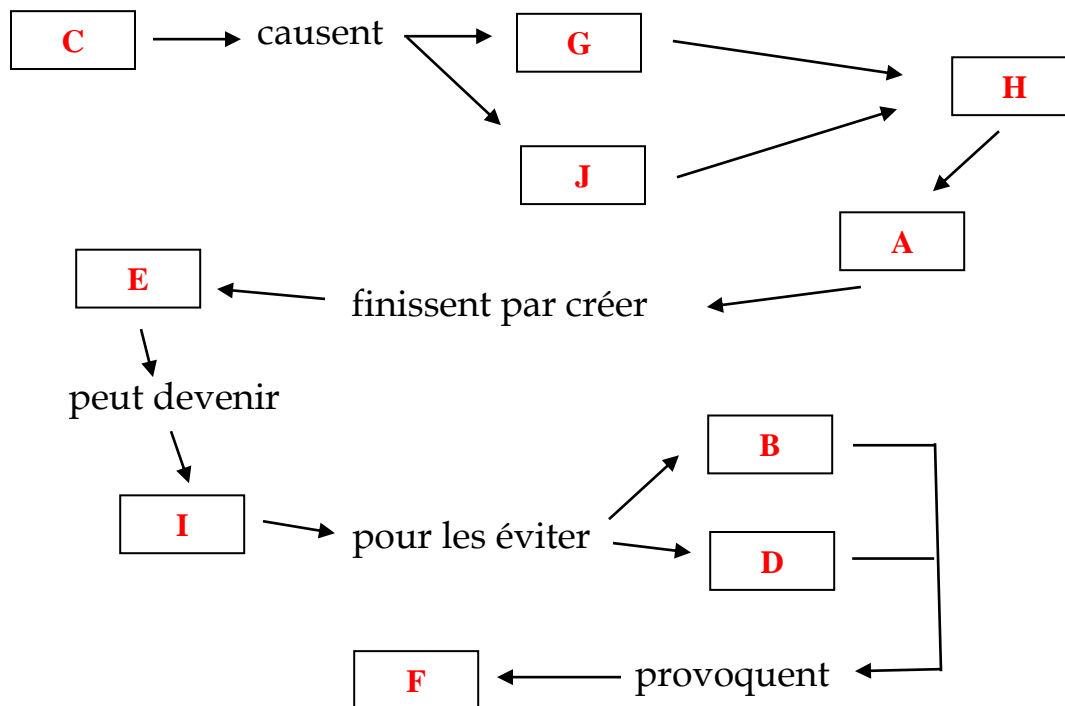 C causent G
H
J
A
E
finissent par créer
peut devenir
B
I
pour les éviter
D
provoquent
F